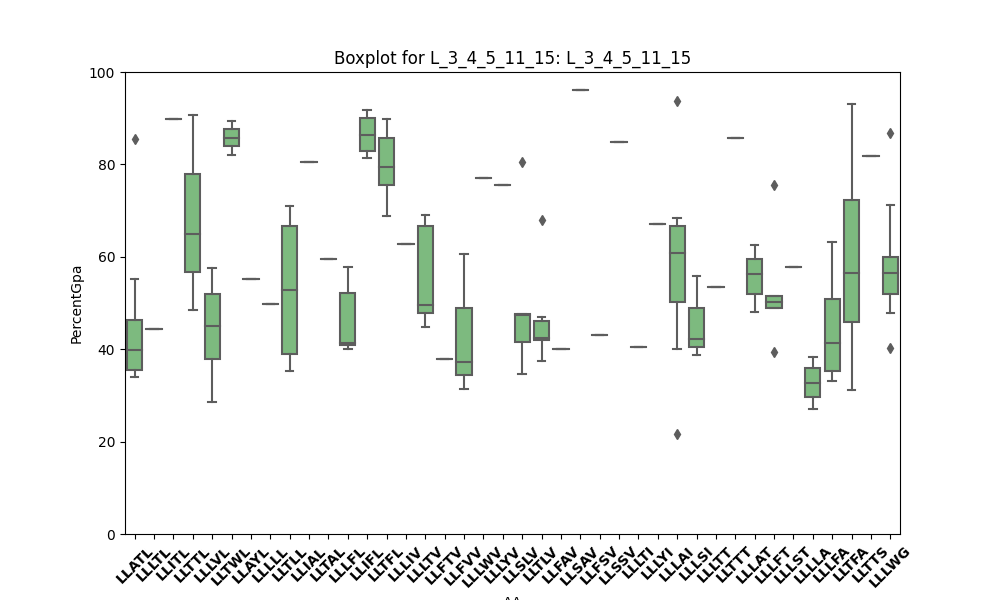 Boxplot for L_3_4_5_11_15: L_3_4_5_11_15
100
80
60
40
20
0
PercentGpa
LLATL LLLTL LLITL LLTTL LLLVL LLTWL LLAYL LLLLL LLTLL LLIAL LLTAL LLLFL LLIFL LLTFL LLLIV LLLTV LLFTV LLFVV LLLWV LLLYV LLSLV LLTLV LLFAV LLSAV LLFSV LLSSV LLLTI LLLYI LLLAI LLLSI LLLTT LLTTT LLLAT LLLFT LLLST LLLLA LLLFA LLTFA LLTTS LLLWG